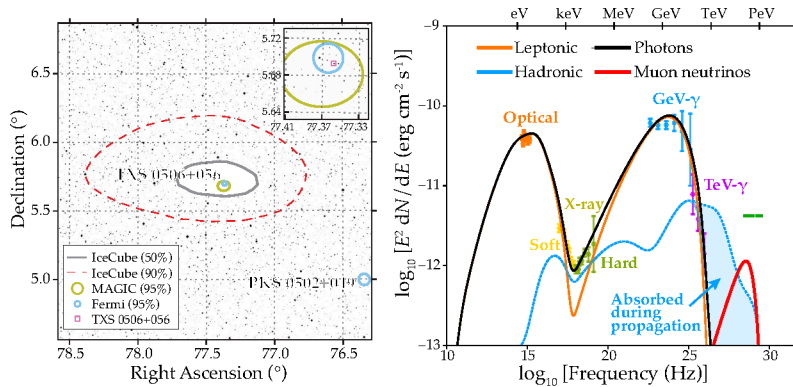 6.5
6.0
5.5
5.0
78.5
78.0
77.5
77.0
76.5
Declination (°)
Right Ascension (°)
TXS 0506+056
PKS 0502+019
IceCube (50%)
IceCube (90%)
MAGIC (95%)
Fermi (95%)
TXS 0506+056
5.72
5.68
5.64
77.41
77.37
77.33
eV
keV
MeV
GeV
TeV
PeV
−9
−10
−11
−12
−13
10
15
20
25
30
log₁₀ [E² dN/dE (erg cm⁻² s⁻¹)]
log₁₀ [Frequency (Hz)]
Leptonic
Hadronic
Photons
Muon neutrinos
Optical
GeV-γ
X-ray
TeV-γ
Soft
Hard
Absorbed
during
propagation